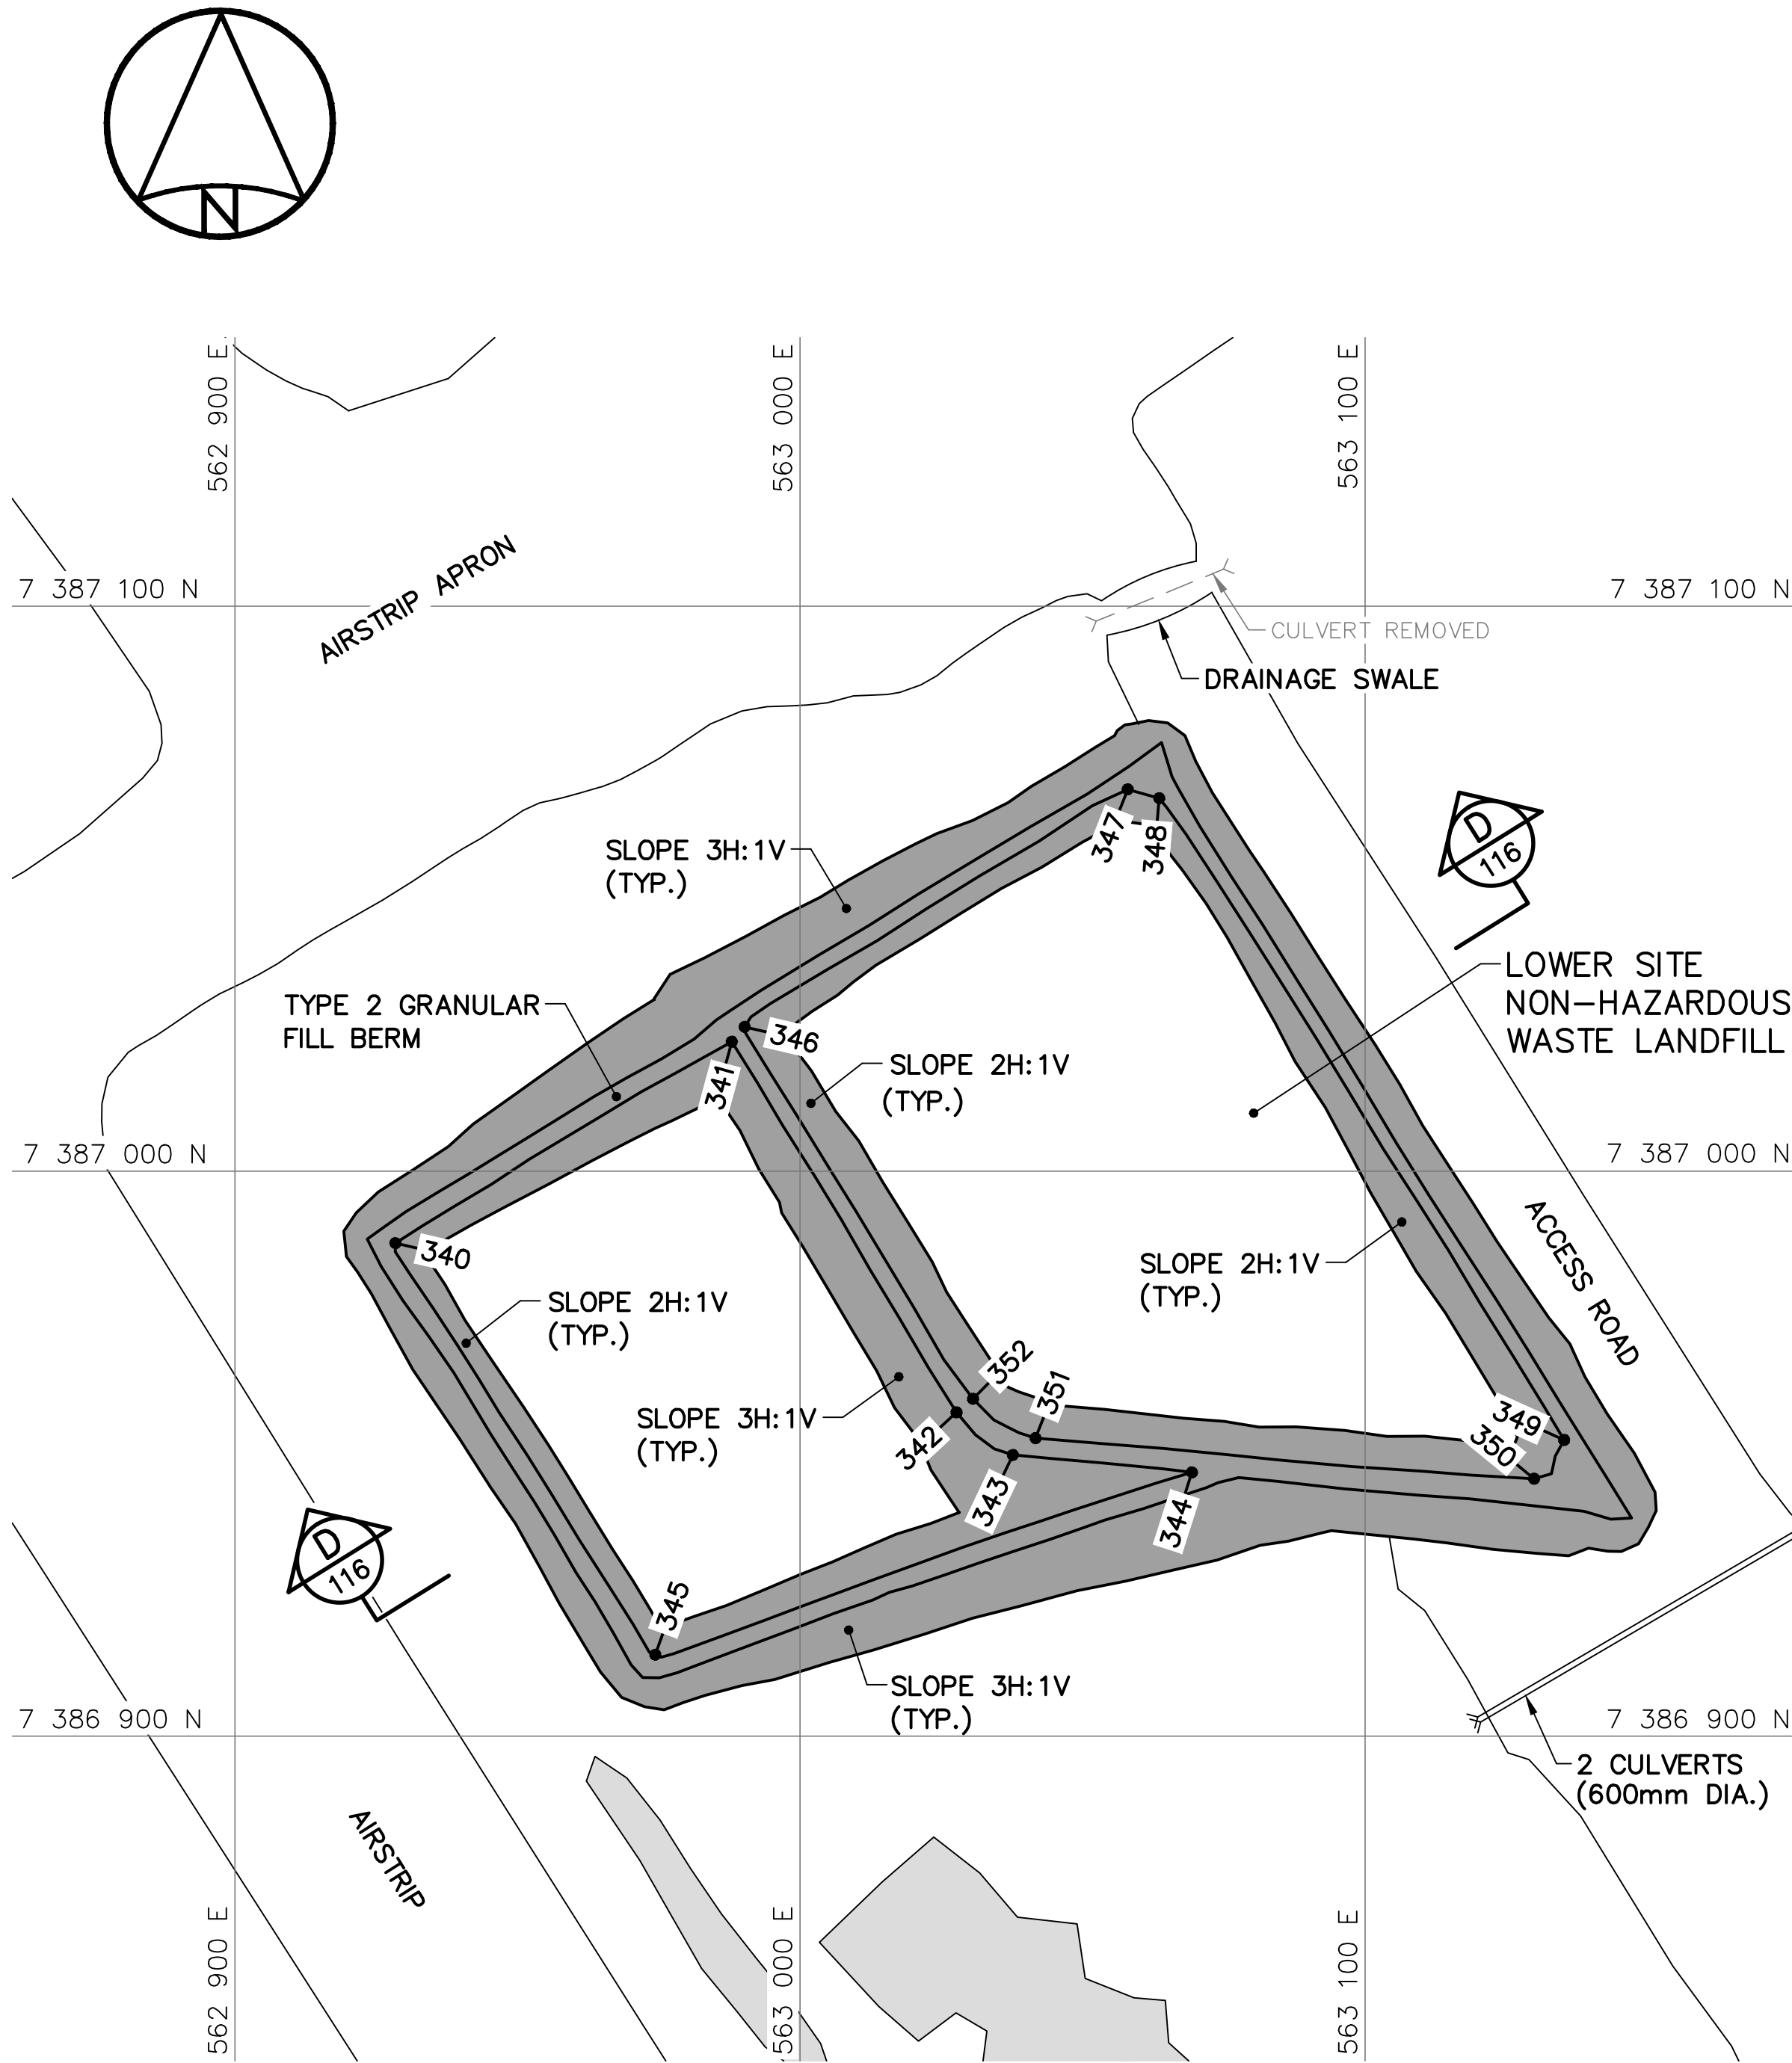 N
562 900 E
563 000 E
563 100 E
AIRSTRIP APRON
7 387 100 N
7 387 100 N
CULVERT REMOVED
DRAINAGE SWALE
347
348
D
116
SLOPE 3H:1V
(TYP.)
LOWER SITE
NON-HAZARDOUS
WASTE LANDFILL
TYPE 2 GRANULAR
FILL BERM
346
341
SLOPE 2H:1V
(TYP.)
7 387 000 N
7 387 000 N
340
ACCESS ROAD
SLOPE 2H:1V
(TYP.)
SLOPE 2H:1V
(TYP.)
352
351
SLOPE 3H:1V
(TYP.)
342
349
350
343
344
D
116
345
SLOPE 3H:1V
(TYP.)
7 386 900 N
7 386 900 N
2 CULVERTS
(600mm DIA.)
AIRSTRIP
562 900 E
563 000 E
563 100 E